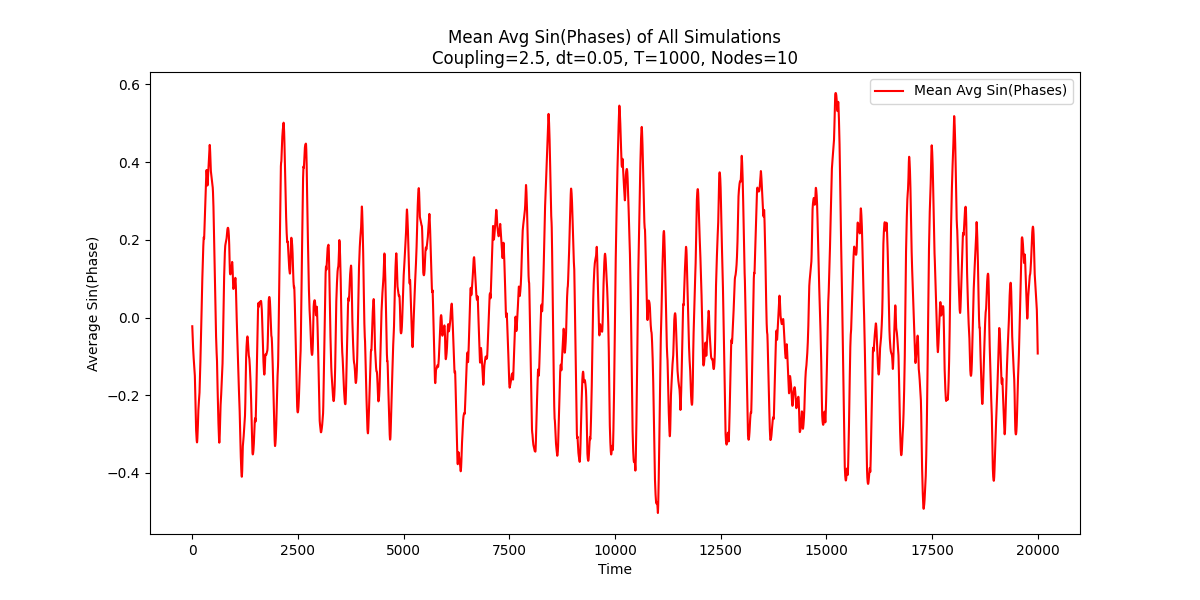 Mean Avg Sin(Phases) of All Simulations
Coupling=2.5, dt=0.05, T=1000, Nodes=10
Mean Avg Sin(Phases)
0.6
0.4
0.2
0.0
−0.2
−0.4
Average Sin(Phase)
0 2500 5000 7500 10000 12500 15000 17500 20000
Time